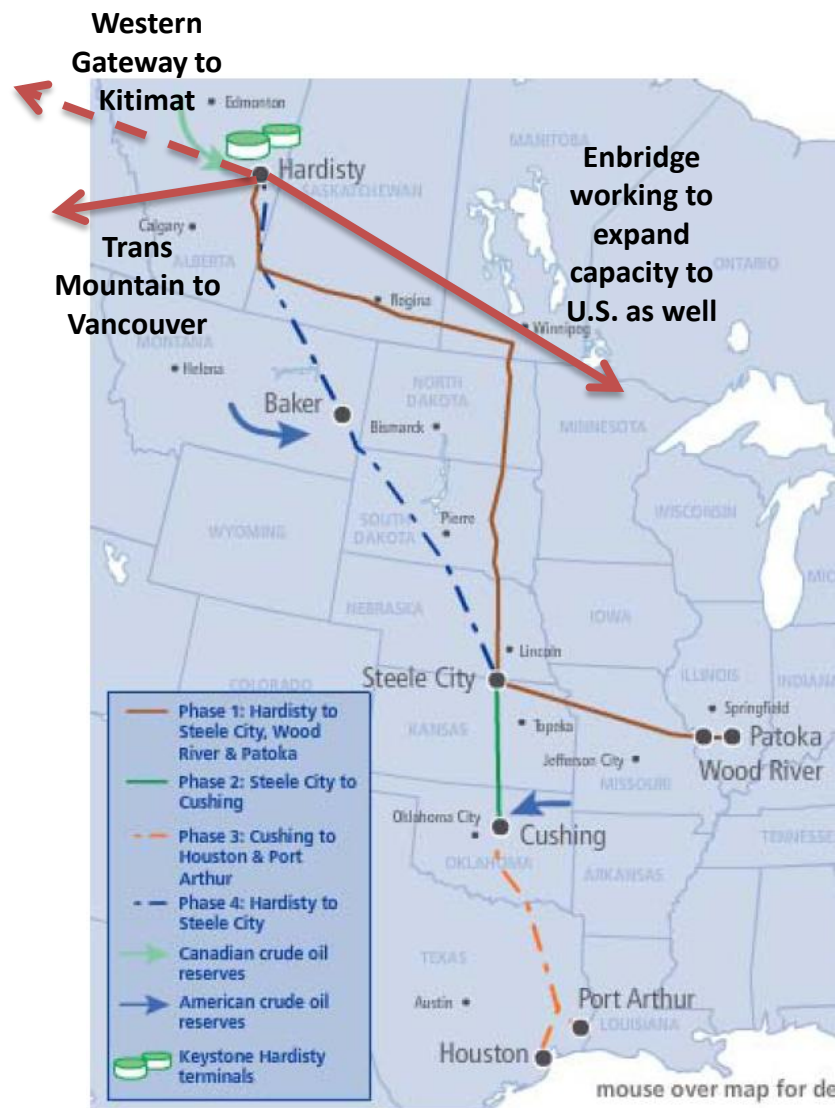 Western
Gateway to
Kitimat
Edmonton
MANITOBA
Hardisty
SASKATCHEWAN
Enbridge
working to
expand
capacity to
U.S. as well
ONTARIO
Calgary
ALBERTA
Trans
Mountain to
Vancouver
Regina
Winnipeg
MONTANA
Helena
NORTH
DAKOTA
Baker
Bismarck
MINNESOTA
WISCONSIN
MIC
WYOMING
SOUTH
DAKOTA
Pierre
NEBRASKA
IOWA
Lincoln
Steele City
ILLINOIS
INDIANA
COLORADO
Springfield
KANSAS
Topeka
Patoka
Wood River
Jefferson City
MISSOURI
Oklahoma City
Cushing
OKLAHOMA
TENNESSE
ARKANSAS
TEXAS
Austin
Port Arthur
LOUISIANA
Houston
Phase 1: Hardisty to
Steele City, Wood
River & Patoka
Phase 2: Steele City to
Cushing
Phase 3: Cushing to
Houston & Port
Arthur
Phase 4: Hardisty to
Steele City
Canadian crude oil
reserves
American crude oil
reserves
Keystone Hardisty
terminals
mouse over map for de